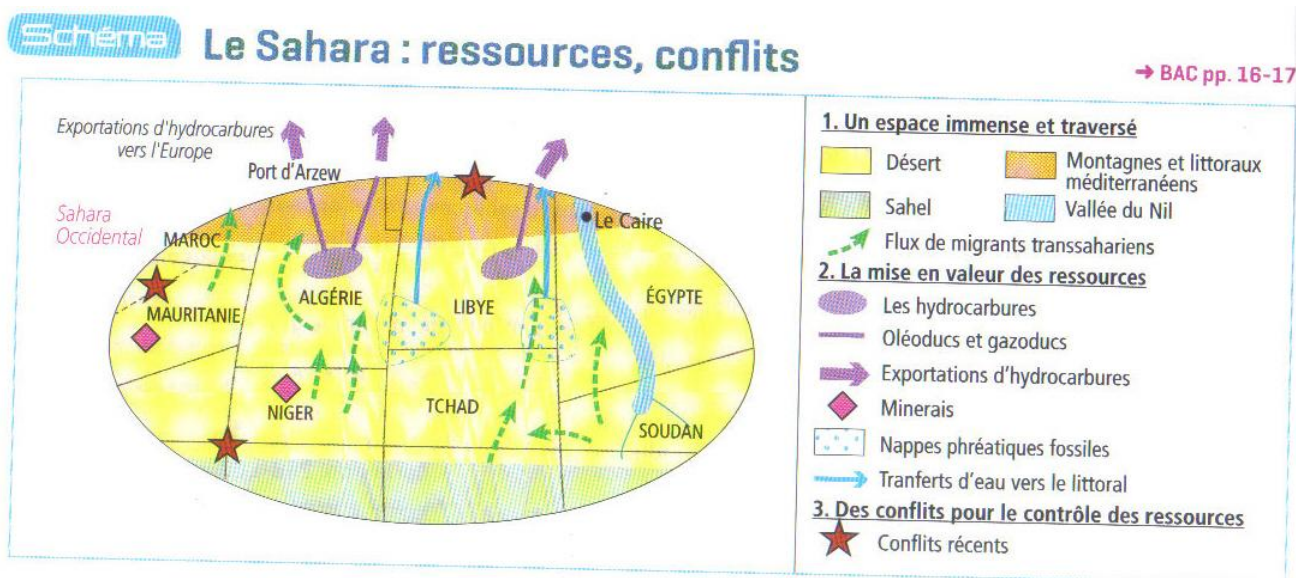 Schéma
Le Sahara : ressources, conflits
→ BAC pp. 16-17
Exportations d'hydrocarbures
vers l'Europe
Port d'Arzew
Sahara
Occidental
MAROC
Le Caire
ALGÉRIE
LIBYE
ÉGYPTE
MAURITANIE
NIGER
TCHAD
SOUDAN
1. Un espace immense et traversé
Désert
Montagnes et littoraux
méditerranéens
Sahel
Vallée du Nil
Flux de migrants transsahariens
2. La mise en valeur des ressources
Les hydrocarbures
Oléoducs et gazoducs
Exportations d'hydrocarbures
Minerais
Nappes phréatiques fossiles
Tranferts d'eau vers le littoral
3. Des conflits pour le contrôle des ressources
Conflits récents